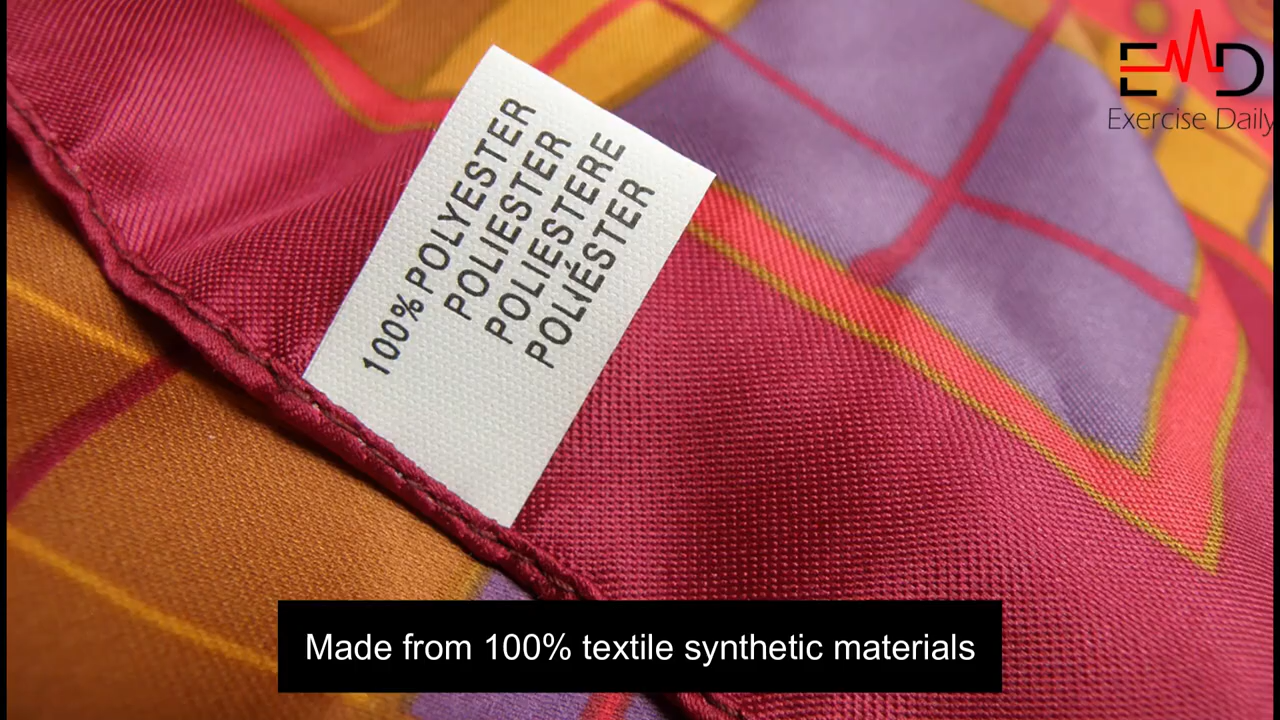 100% POLYESTER
POLIESTER
POLIESTERE
POLIÉSTER
EMD
Exercise Daily
Made from 100% textile synthetic materials